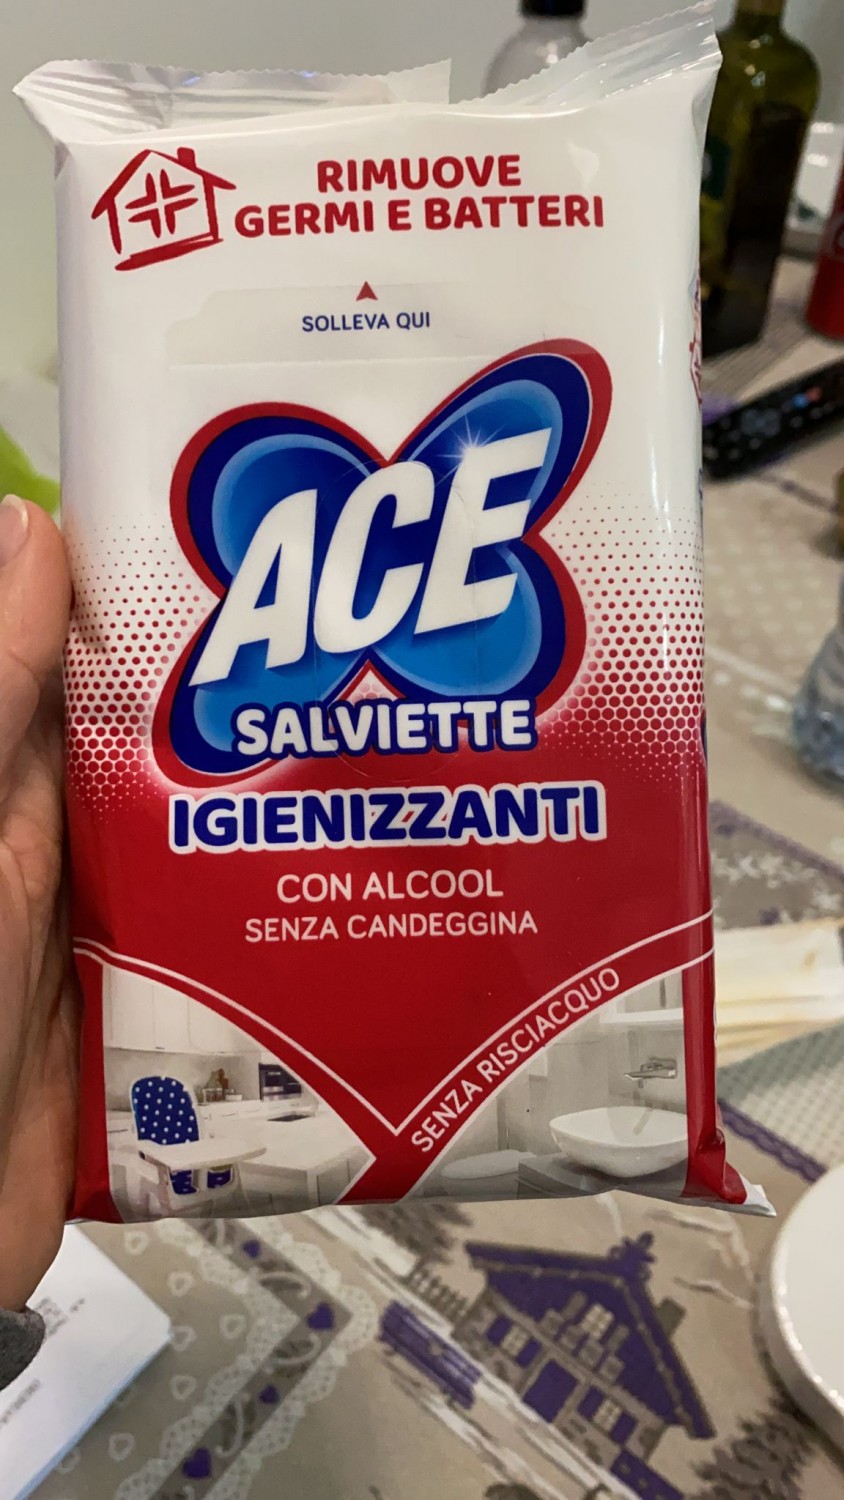 RIMUOVE
GERMI E BATTERI
SOLLEVA QUI
ACE
SALVIETTE
IGIENIZZANTI
CON ALCOOL
SENZA CANDEGGINA
SENZA RISCIACQUO